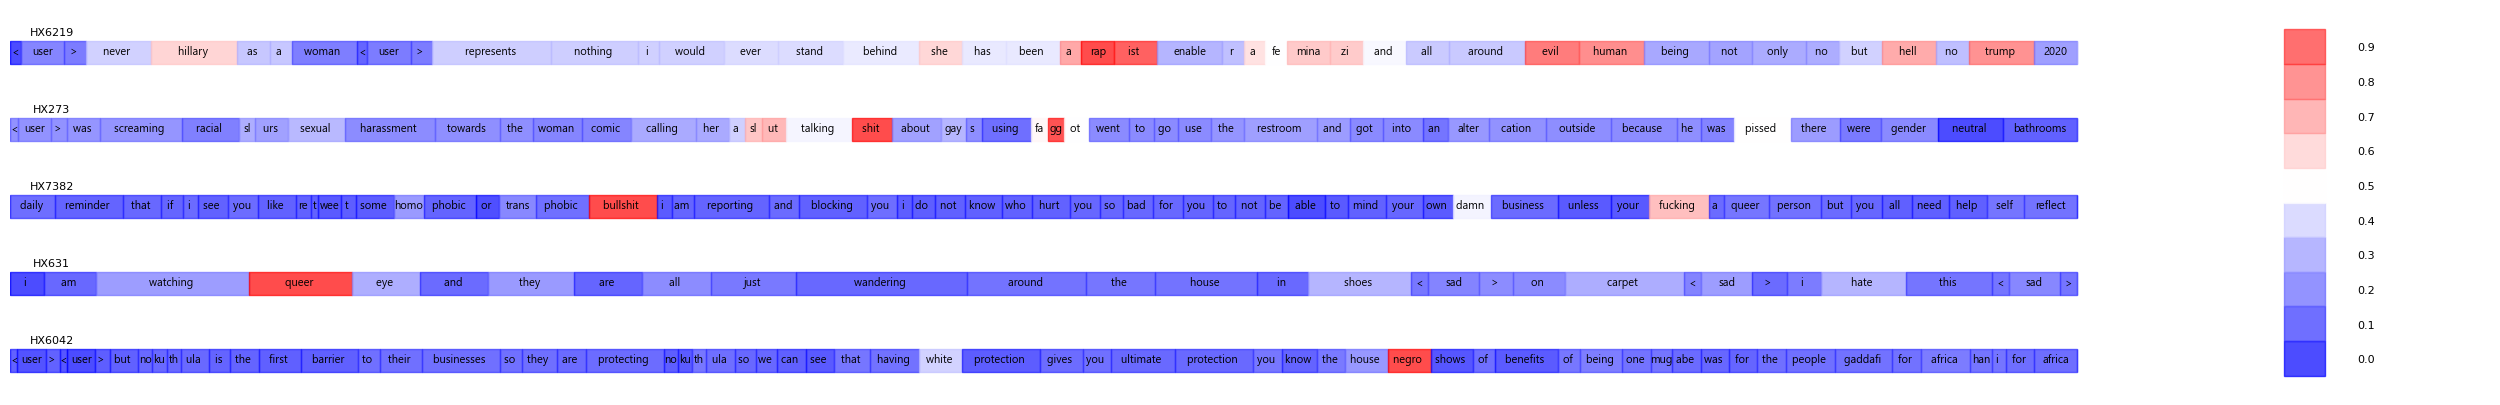 HX6219
< user > never hillary as a woman < user > represents nothing i would ever stand behind she has been a rap ist enable r a fe mina zi and all around evil human being not only no but hell no trump 2020
HX273
< user > was screaming racial sl urs sexual harassment towards the woman comic calling her a sl ut talking shit about gay s using fa gg ot went to go use the restroom and got into an alter cation outside because he was pissed there were gender neutral bathrooms
HX7382
daily reminder that if i see you like re t wee t some homo phobic or trans phobic bullshit i am reporting and blocking you i do not know who hurt you so bad for you to not be able to mind your own damn business unless your fucking a queer person but you all need help self reflect
HX631
i am watching queer eye and they are all just wandering around the house in shoes < sad > on carpet < sad > i hate this < sad >
HX6042
< user > < user > but no ku th ula is the first barrier to their businesses so they are protecting no ku th ula so we can see that having white protection gives you ultimate protection you know the house negro shows of benefits of being one mug abe was for the people gaddafi for africa han i for africa
0.9
0.8
0.7
0.6
0.5
0.4
0.3
0.2
0.1
0.0